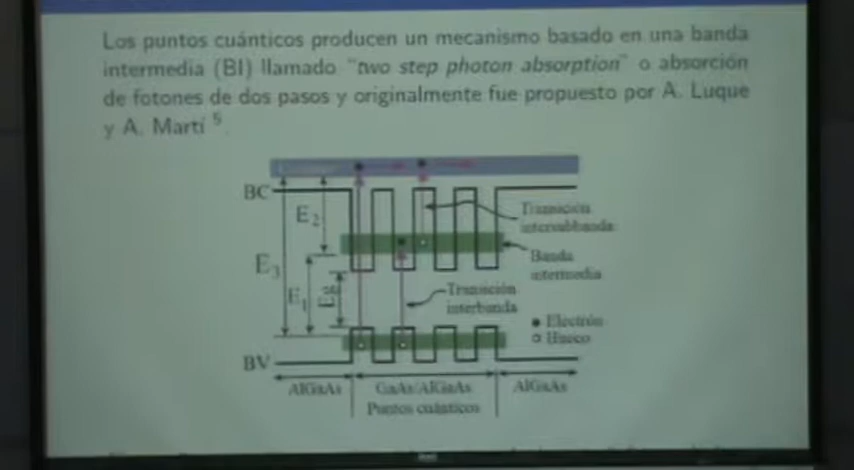 Los puntos cuánticos producen un mecanismo basado en una banda
intermedia (BI) llamado "two step photon absorption" o absorción
de fotones de dos pasos y originalmente fue propuesto por A. Luque
y A. Martí 5.
BC
E2
Transición
intersubbanda
E3
Banda
intermedia
E1
Transición
interbanda
Electrón
Hueco
BV
AlGaAs
GaAs/AlGaAs
AlGaAs
Puntos cuánticos